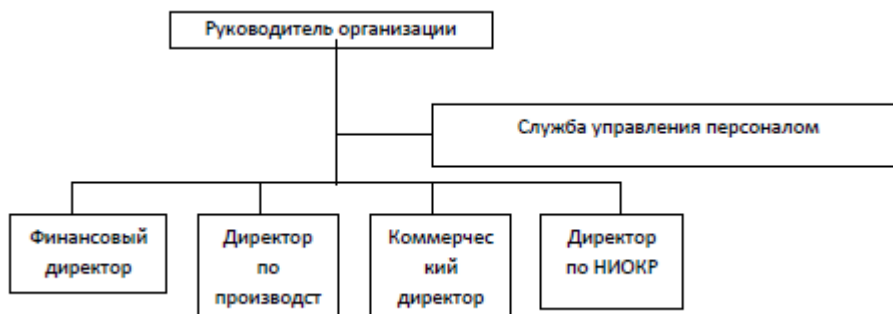 Руководитель организации
Служба управления персоналом
Финансовый
директор
Директор
по
производст
Коммерчес
кий
директор
Директор
по НИОКР